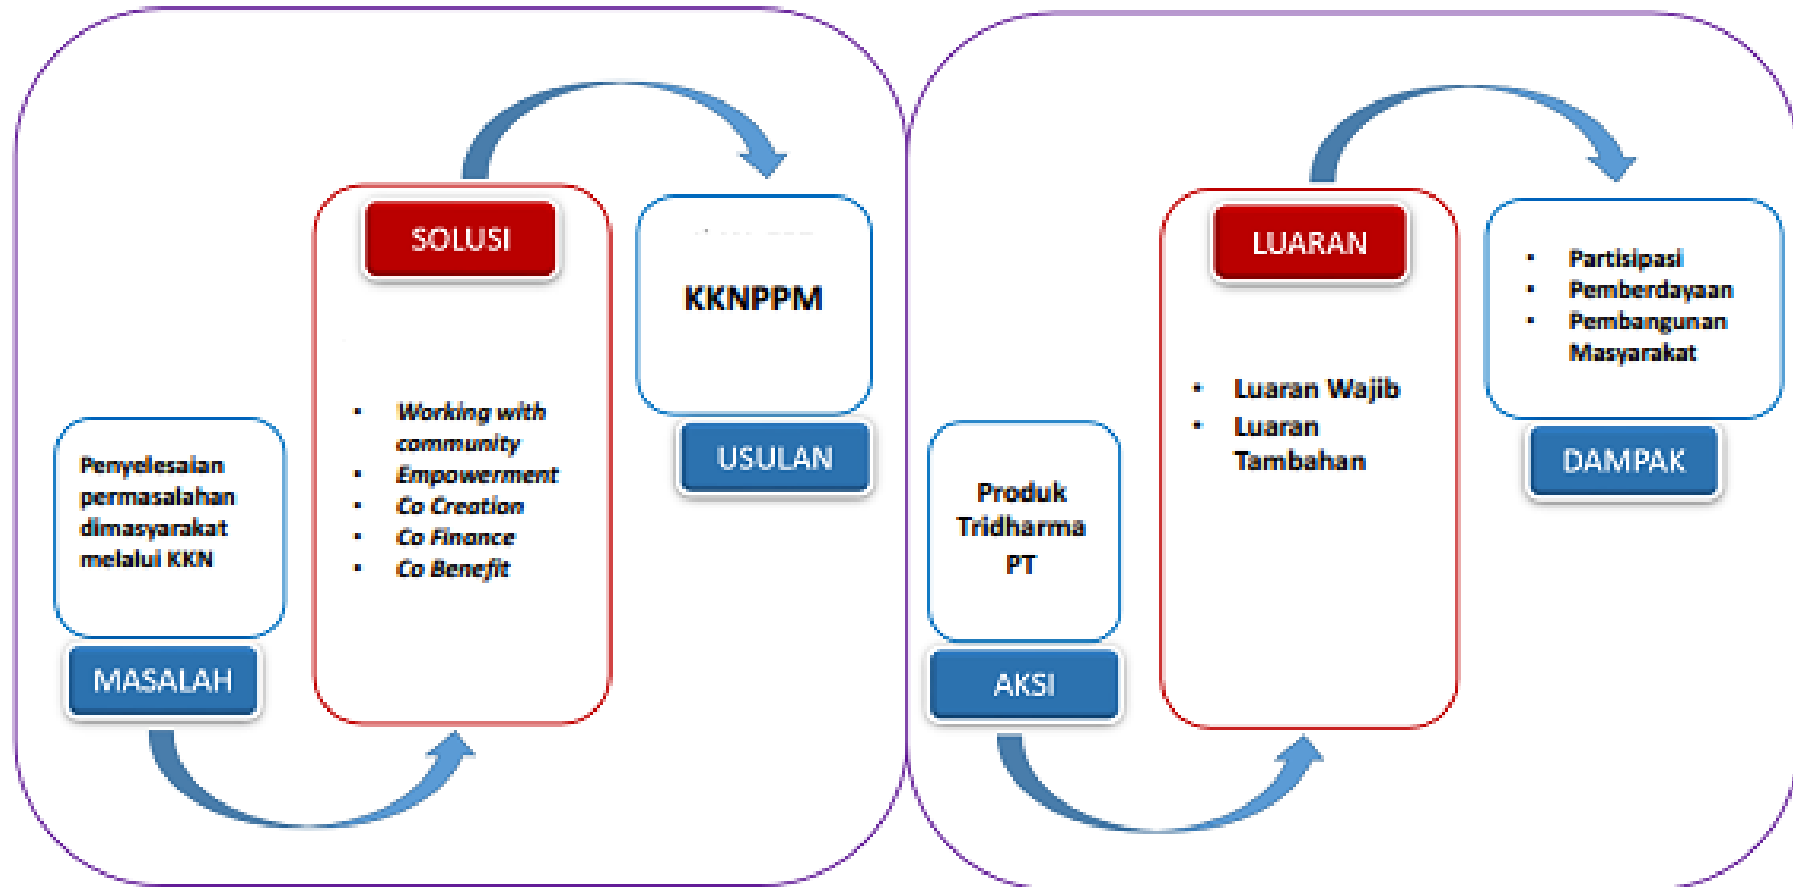 Penyelesaian
permasalahan
dimasyarakat
melalui KKN
MASALAH
SOLUSI
• Working with
community
• Empowerment
• Co Creation
• Co Finance
• Co Benefit
KKNPPM
USULAN
Produk
Tridharma
PT
AKSI
LUARAN
• Luaran Wajib
• Luaran
Tambahan
• Partisipasi
• Pemberdayaan
• Pembangunan
Masyarakat
DAMPAK